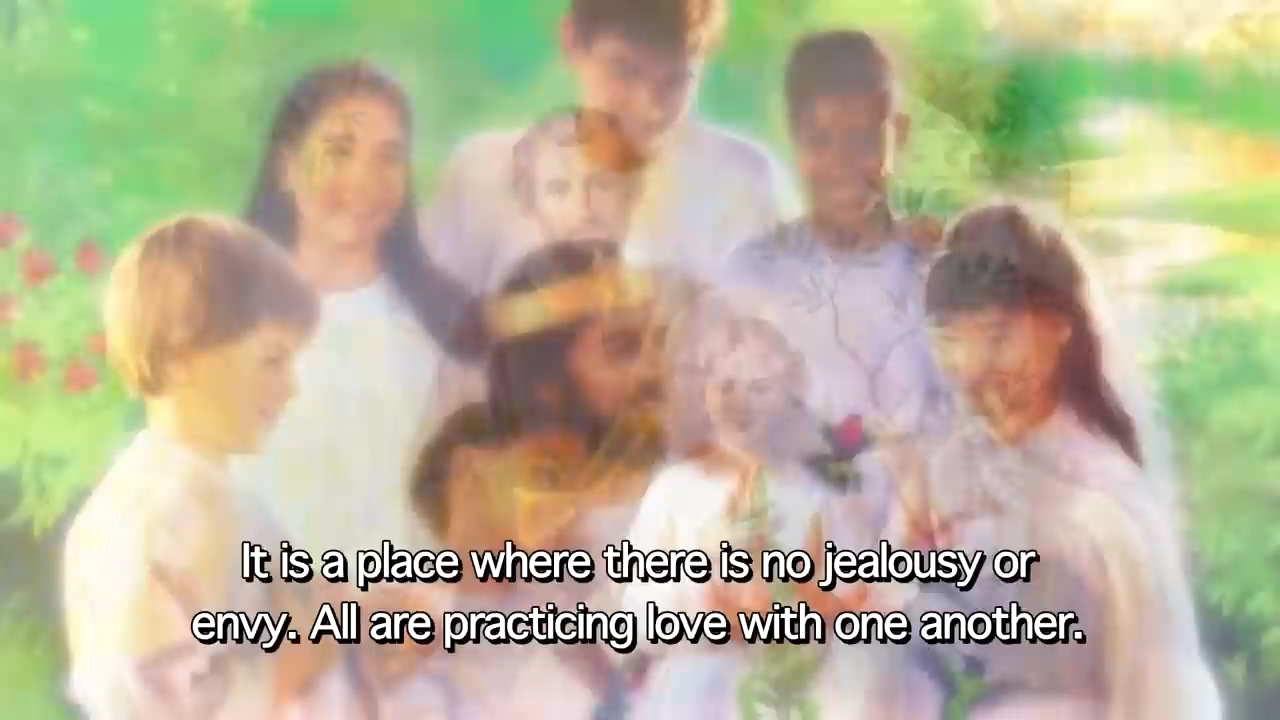 It is a place where there is no jealousy or
envy. All are practicing love with one another.